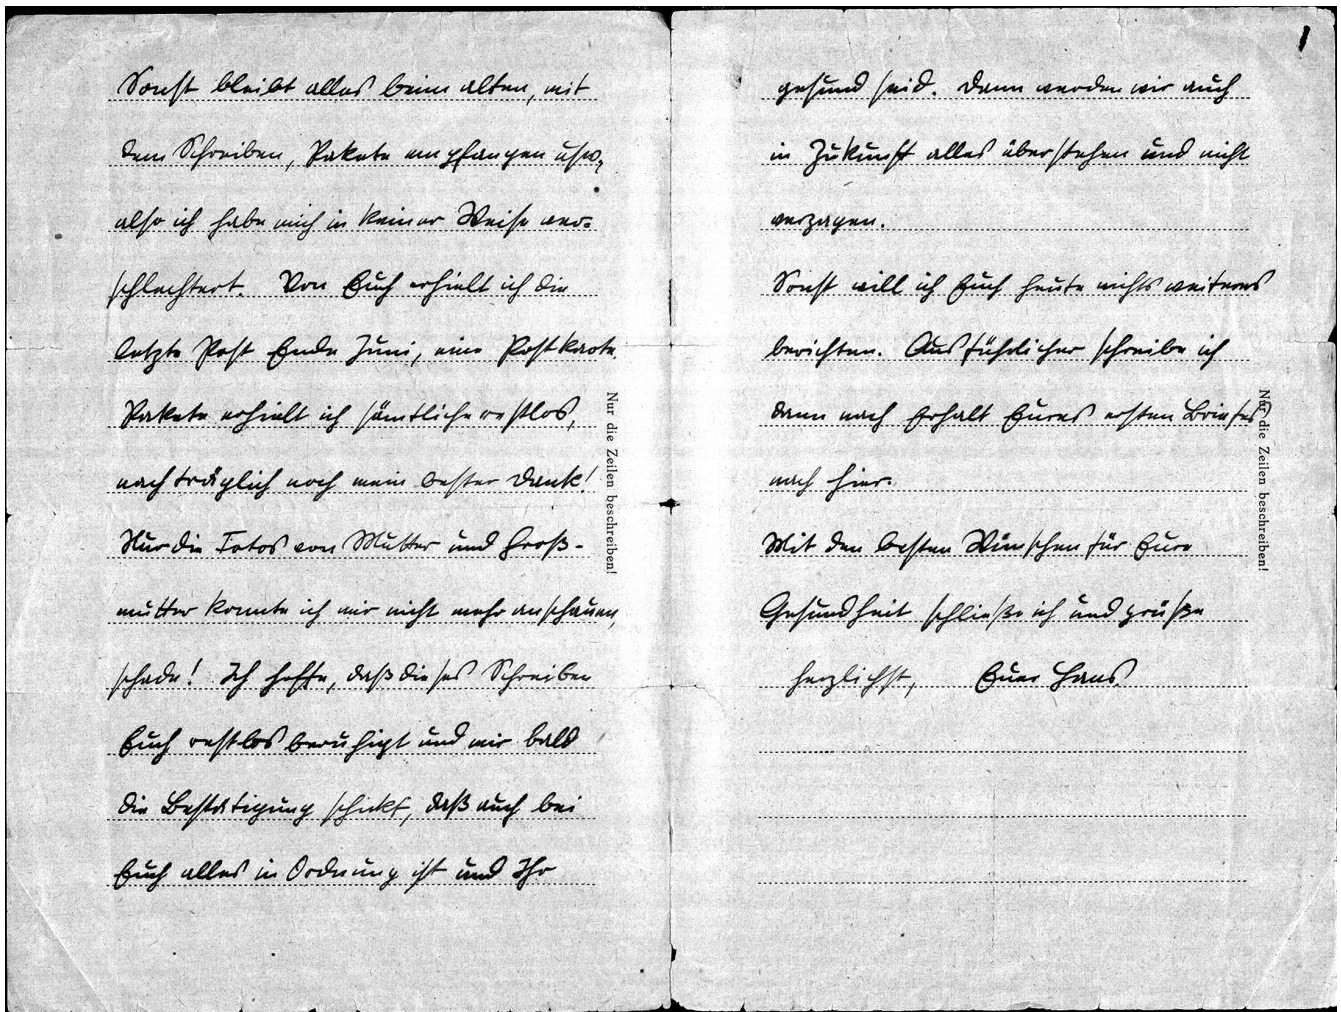 Sonst bleibt alles beim alten, mit
dem Schreiben, Pakete empfangen usw.,
also ich habe mich in keiner Weise ver=
schlechtert. Von Euch erhielt ich die
letzte Post Ende Juni, eine Postkarte.
Pakete erhielt ich sämtliche restlos,
nachträglich noch mein bester Dank!
Nur die Fotos von Mutter und Groß-
mutter konnte ich mir nicht mehr anschauen,
schade! Ich hoffe, daß dieses Schreiben
Euch restlos beruhigt und mir bald
die Bestätigung schickt, daß auch bei
Euch alles in Ordnung ist und Ihr
Nur die Zeilen beschreiben!
1
gesund seid. Dann werden wir auch
in Zukunft alles überstehen und nicht
verzagen.
Sonst will ich Euch heute nichts weiteres
berichten. Ausführlicher schreibe ich
dann nach Erhalt Eures ersten Briefes
nach hier.
Mit den besten Wünschen für Eure
Gesundheit schließe ich und grüße
herzlichst, Euer Hans
Nur die Zeilen beschreiben!